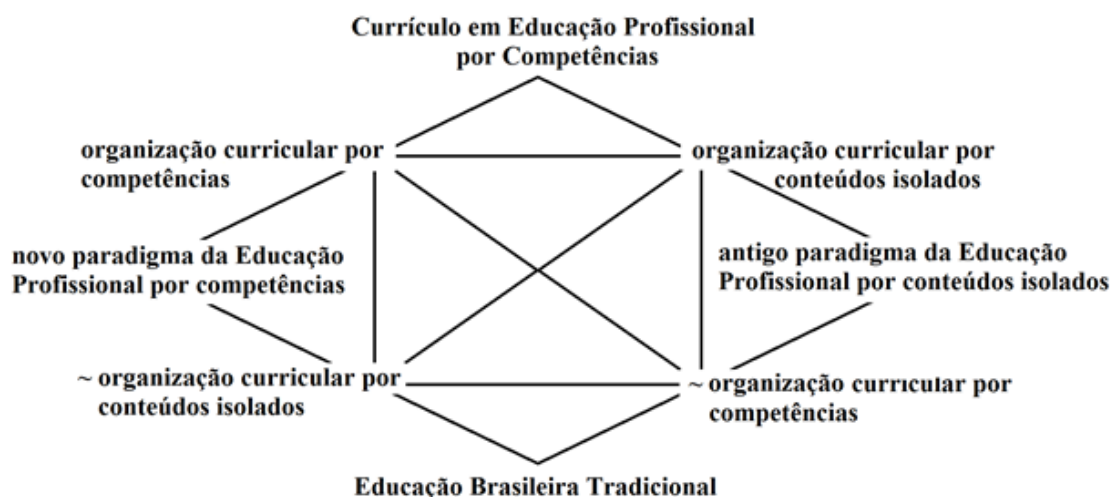 Currículo em Educação Profissional
por Competências
organização curricular por
competências
organização curricular por
conteúdos isolados
novo paradigma da Educação
Profissional por competências
antigo paradigma da Educação
Profissional por conteúdos isolados
~ organização curricular por
conteúdos isolados
~ organização curricular por
competências
Educação Brasileira Tradicional